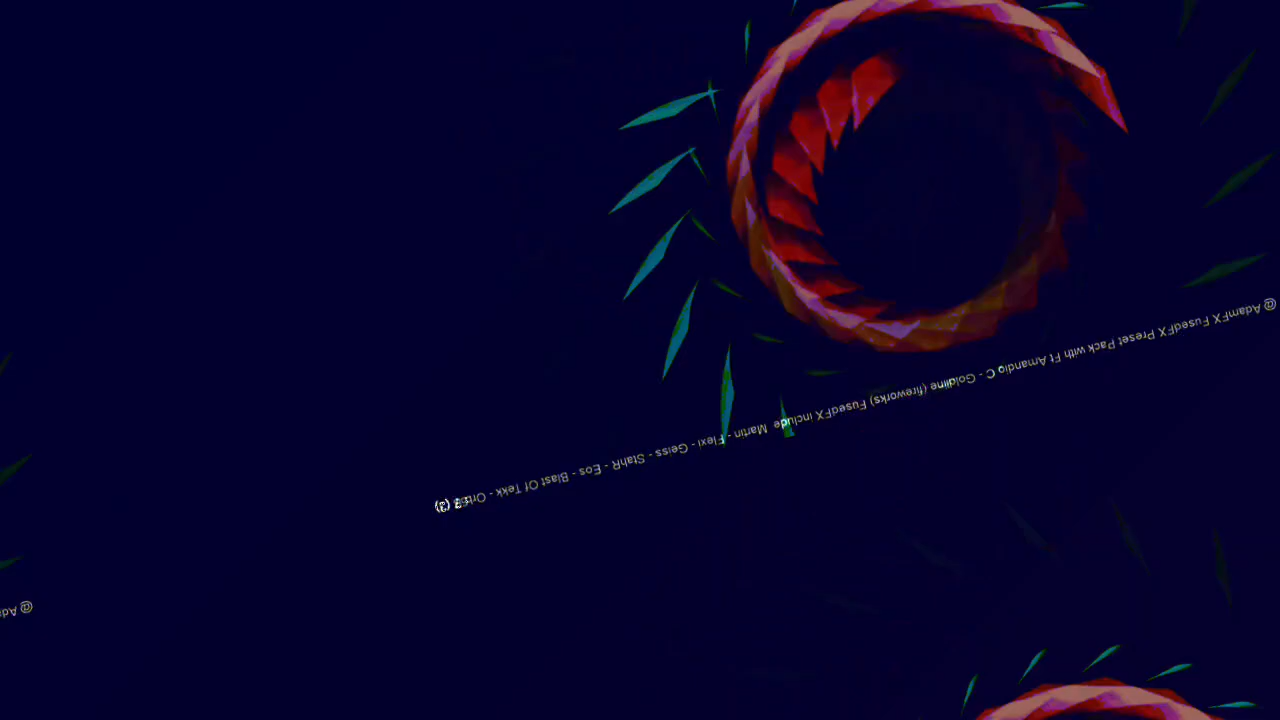 @ AdamFX FusedFX Preset Pack with Ft Amandio C - Goldline (fireworks) FusedFX include Martin - Flexi - Geiss - StahR - Eos - Blast Of Tekk - Orb
@ Ada